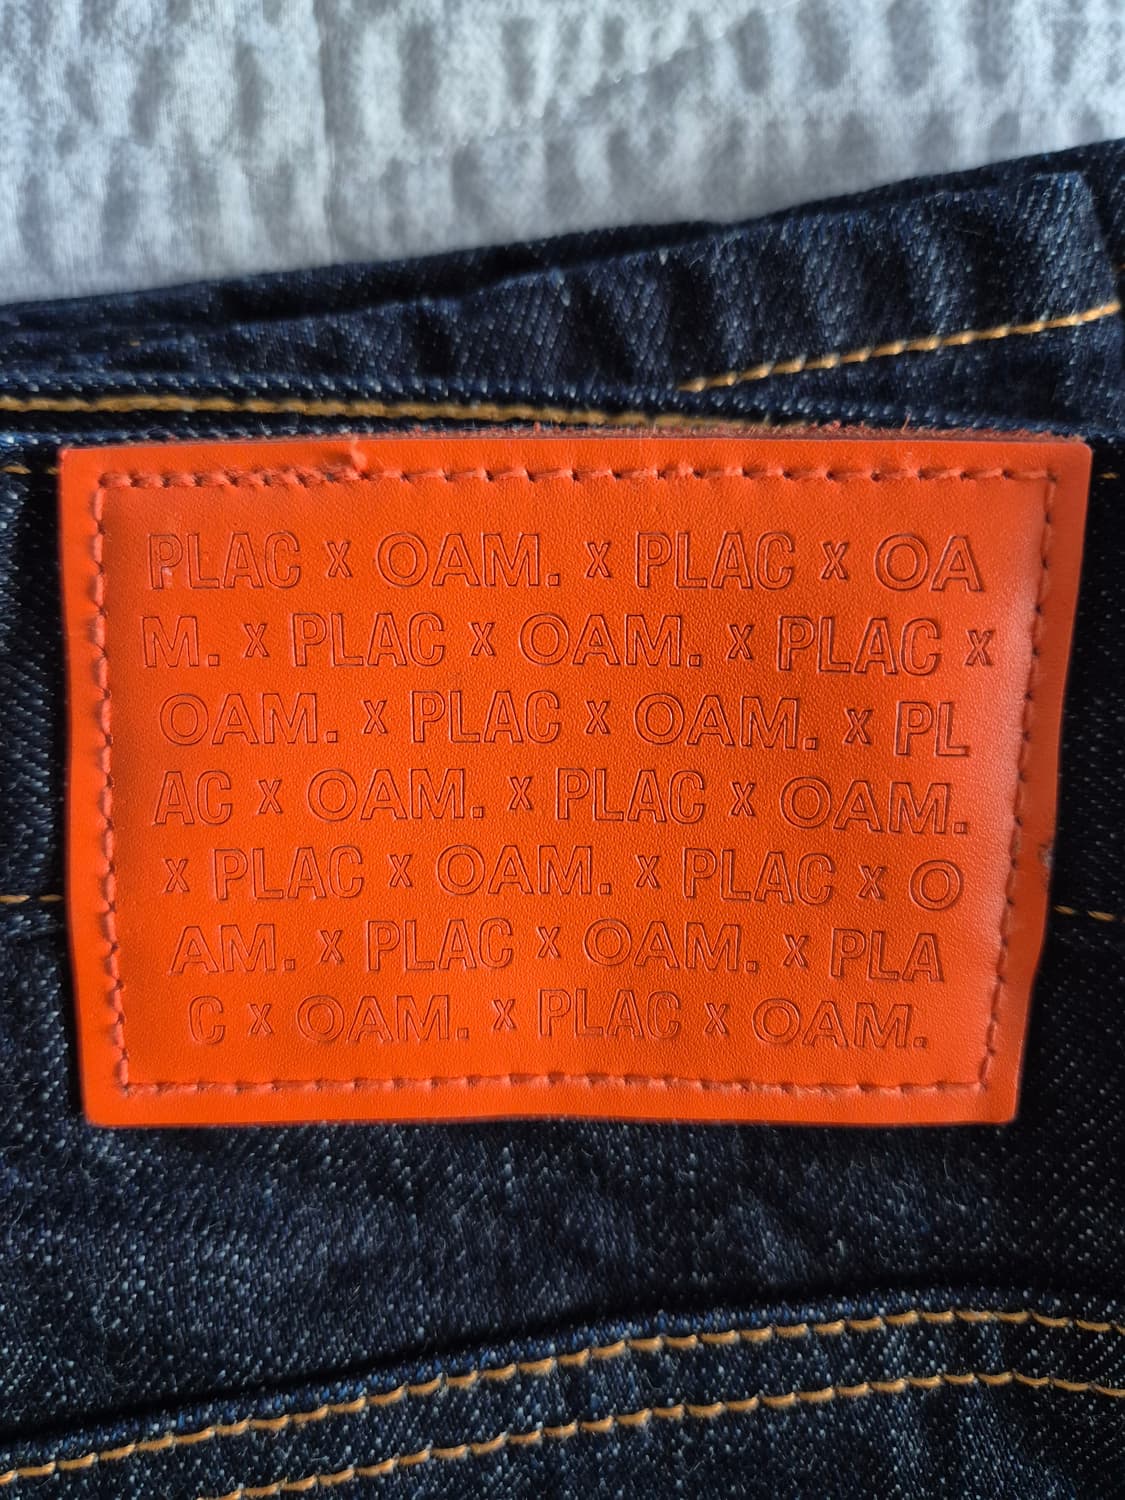 PLAC x OAM. x PLAC x OA
M. x PLAC x OAM. x PLAC x
OAM. x PLAC x OAM. x PL
AC x OAM. x PLAC x OAM.
x PLAC x OAM. x PLAC x O
AM. x PLAC x OAM. x PLA
C x OAM. x PLAC x OAM.